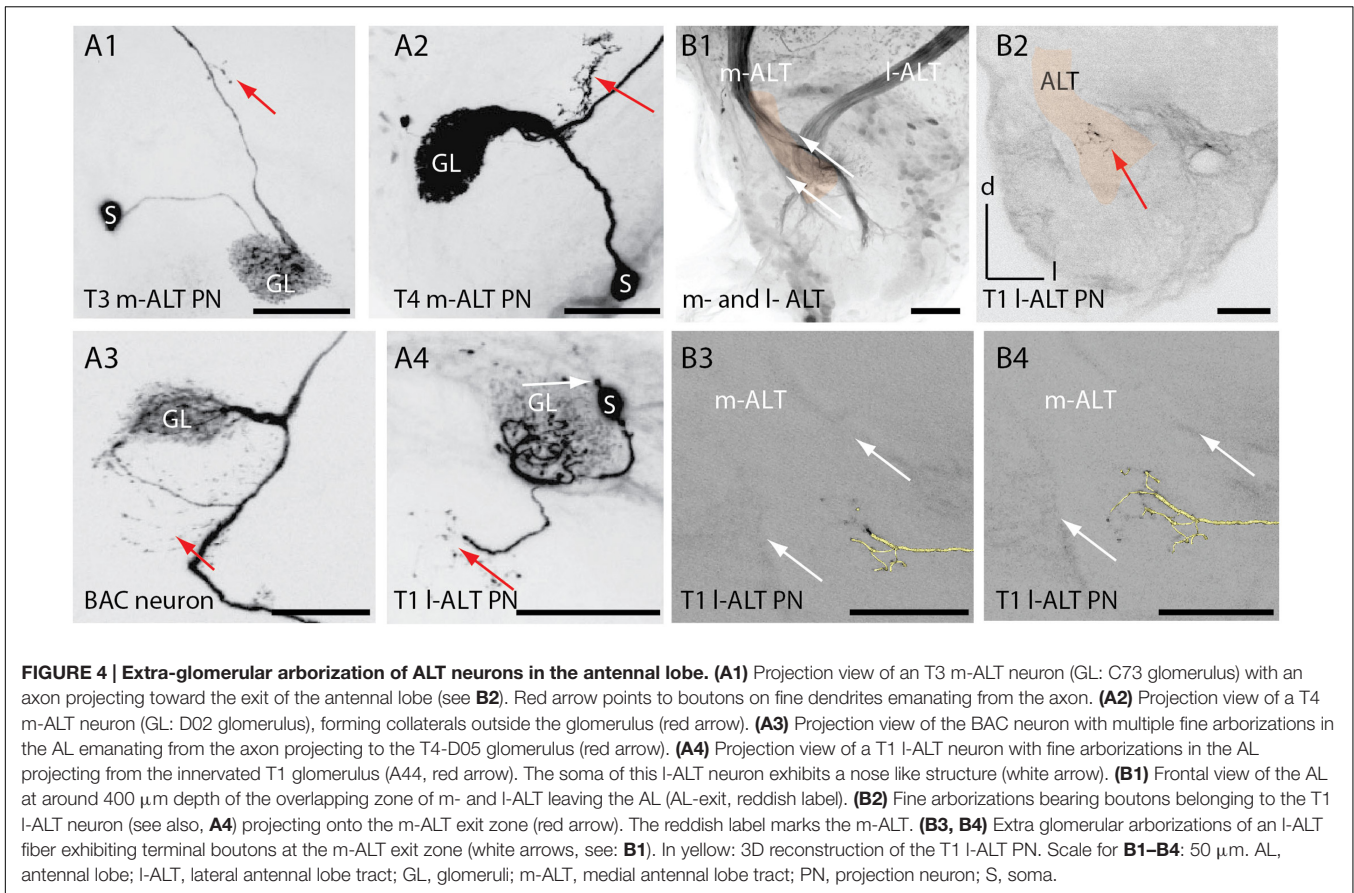 A1
GL
S
T3 m-ALT PN
A2
GL
S
T4 m-ALT PN
B1
m-ALT
l-ALT
m- and l- ALT
B2
ALT
d
l
T1 l-ALT PN
A3
GL
BAC neuron
A4
GL
S
T1 l-ALT PN
B3
m-ALT
T1 l-ALT PN
B4
m-ALT
T1 l-ALT PN
FIGURE 4 | Extra-glomerular arborization of ALT neurons in the antennal lobe. (A1) Projection view of an T3 m-ALT neuron (GL: C73 glomerulus) with an
axon projecting toward the exit of the antennal lobe (see B2). Red arrow points to boutons on fine dendrites emanating from the axon. (A2) Projection view of a T4
m-ALT neuron (GL: D02 glomerulus), forming collaterals outside the glomerulus (red arrow). (A3) Projection view of the BAC neuron with multiple fine arborizations in
the AL emanating from the axon projecting to the T4-D05 glomerulus (red arrow). (A4) Projection view of a T1 l-ALT neuron with fine arborizations in the AL
projecting from the innervated T1 glomerulus (A44, red arrow). The soma of this l-ALT neuron exhibits a nose like structure (white arrow). (B1) Frontal view of the AL
at around 400 μm depth of the overlapping zone of m- and l-ALT leaving the AL (AL-exit, reddish label). (B2) Fine arborizations bearing boutons belonging to the T1
l-ALT neuron (see also, A4) projecting onto the m-ALT exit zone (red arrow). The reddish label marks the m-ALT. (B3, B4) Extra glomerular arborizations of an l-ALT
fiber exhibiting terminal boutons at the m-ALT exit zone (white arrows, see: B1). In yellow: 3D reconstruction of the T1 l-ALT PN. Scale for B1–B4: 50 μm. AL,
antennal lobe; l-ALT, lateral antennal lobe tract; GL, glomeruli; m-ALT, medial antennal lobe tract; PN, projection neuron; S, soma.